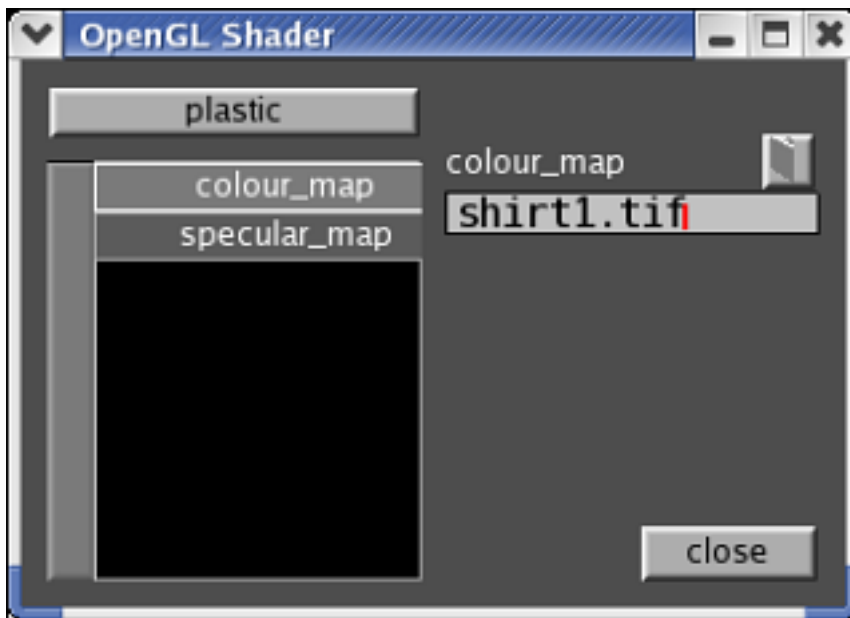 OpenGL Shader
plastic
colour_map
specular_map
colour_map
shirt1.tif
close